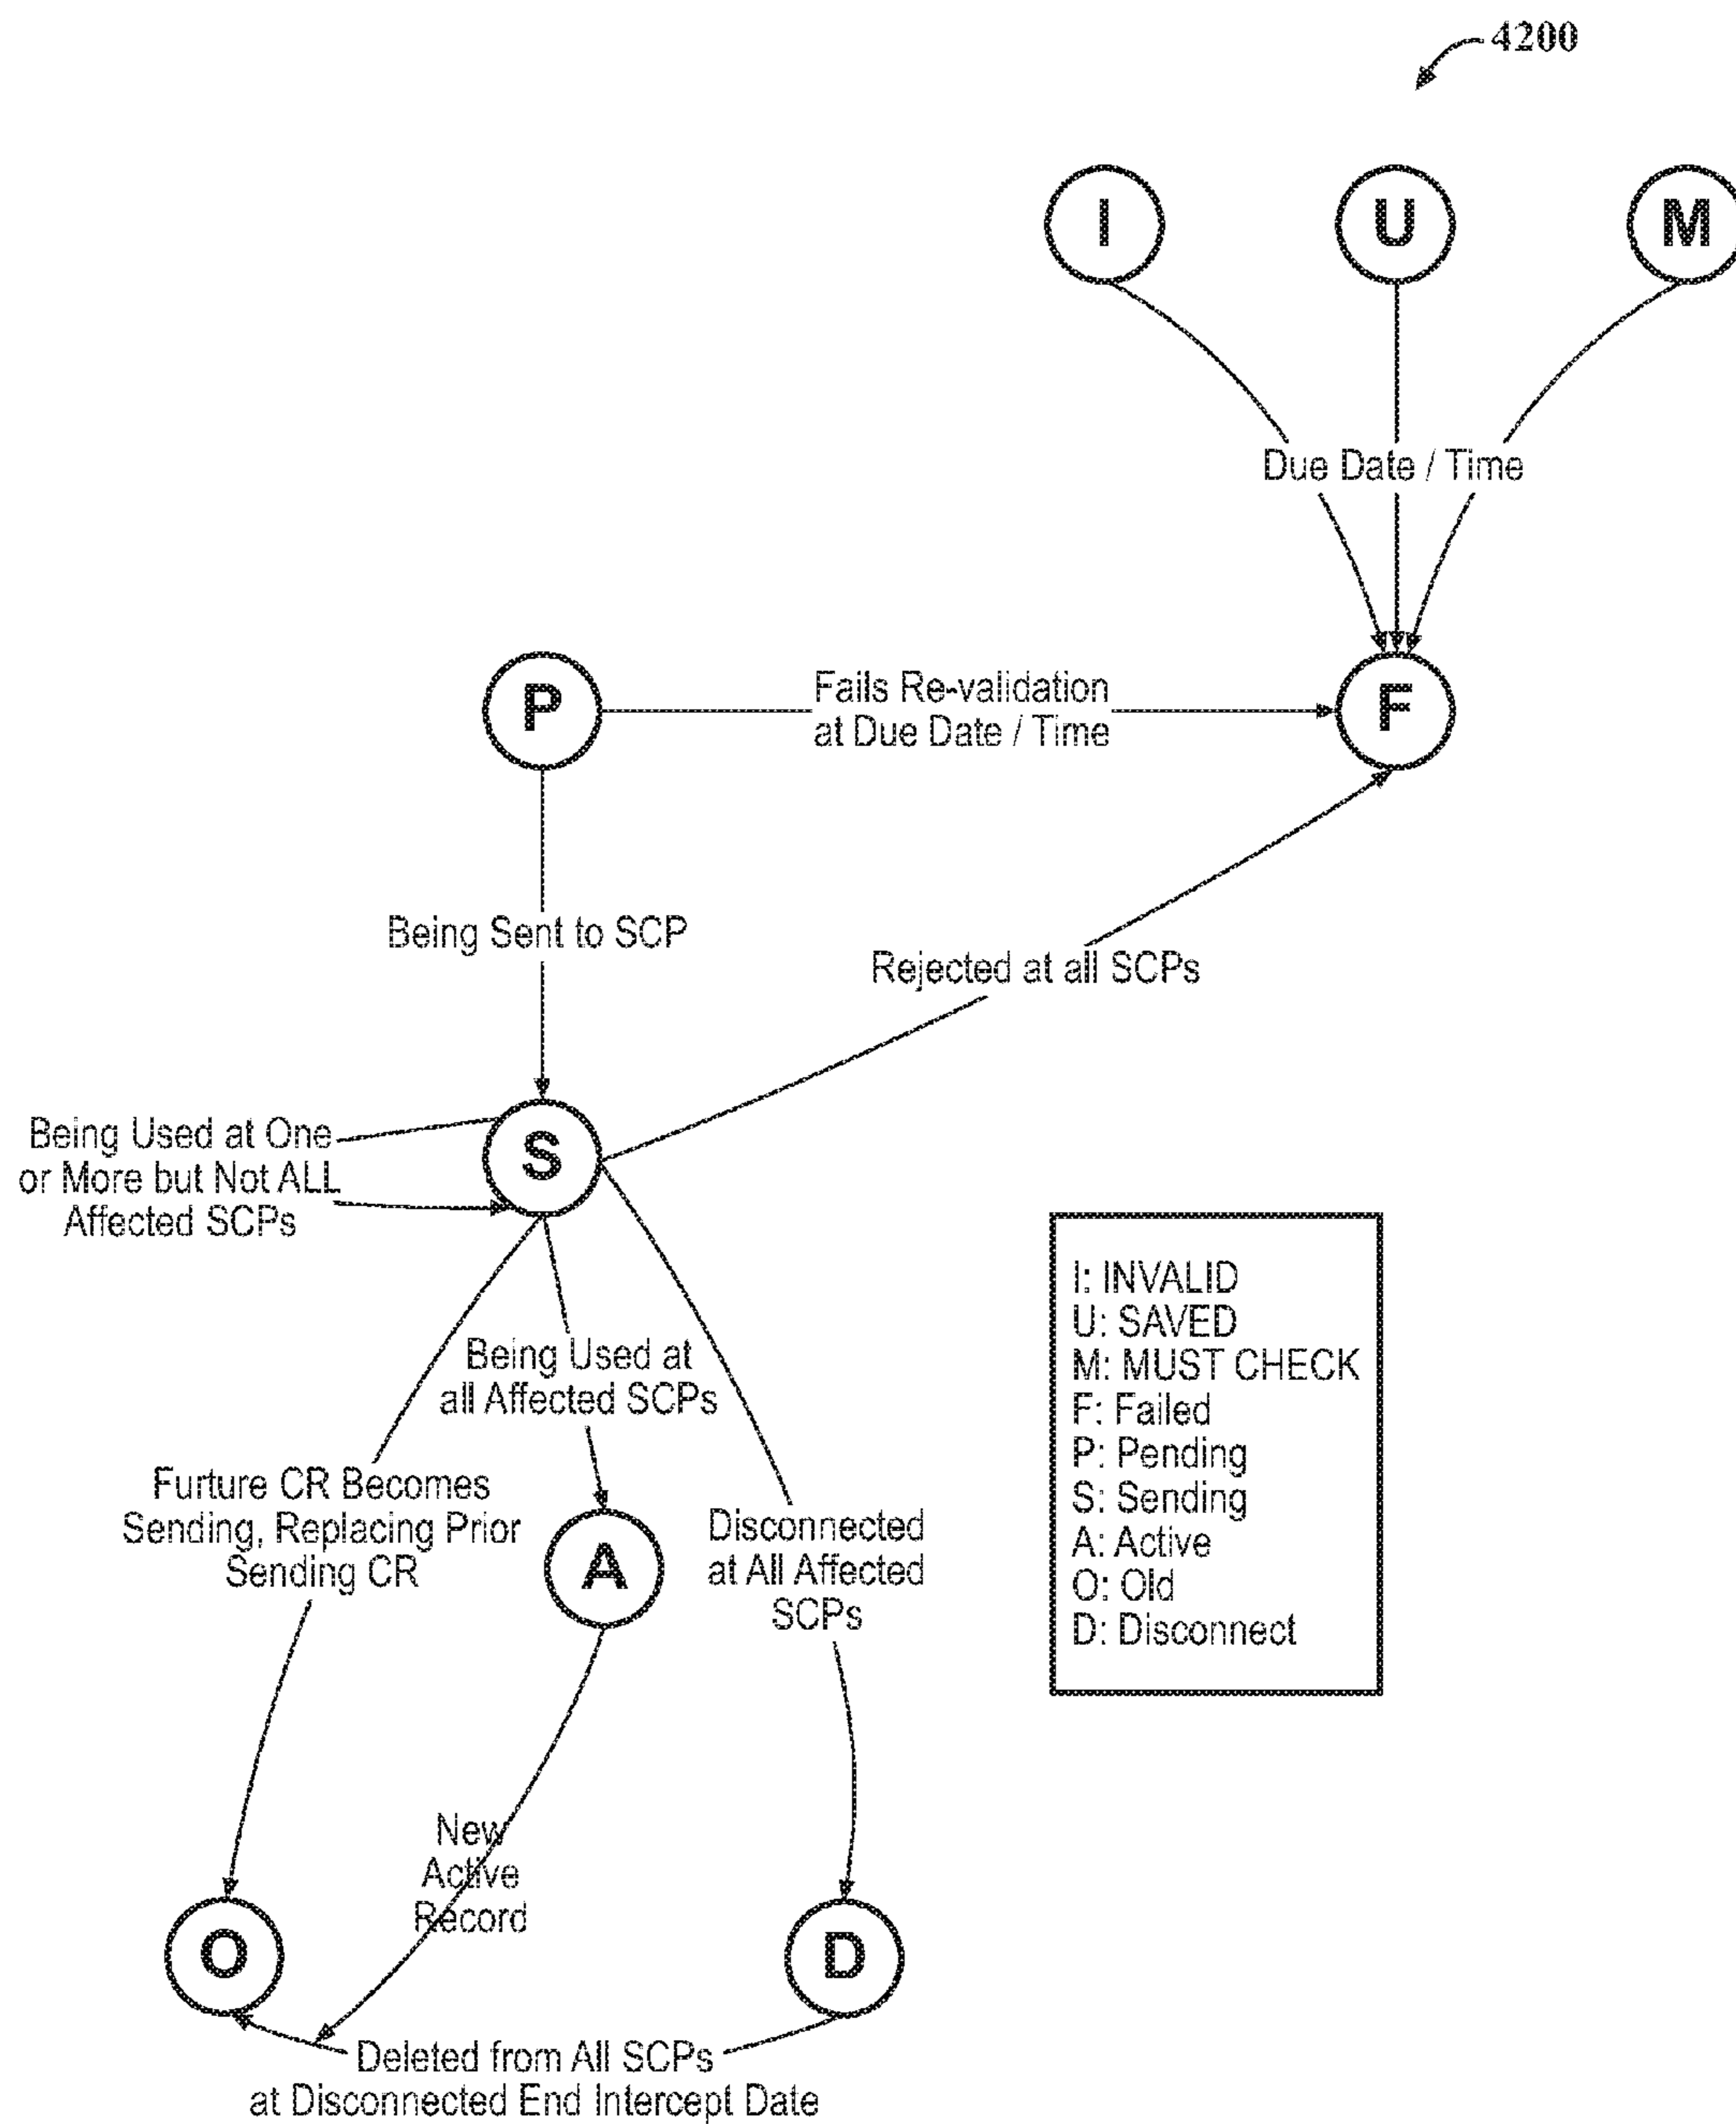 4200
I
U
M
Due Date / Time
P
Fails Re-validation
at Due Date / Time
F
Being Sent to SCP
Rejected at all SCPs
Being Used at One
or More but Not ALL
Affected SCPs
S
I: INVALID
U: SAVED
M: MUST CHECK
F: Failed
P: Pending
S: Sending
A: Active
O: Old
D: Disconnect
Being Used at
all Affected SCPs
Furture CR Becomes
Sending, Replacing Prior
Sending CR
A
Disconnected
at All Affected
SCPs
New
Active
Record
O
D
Deleted from All SCPs
at Disconnected End Intercept Date